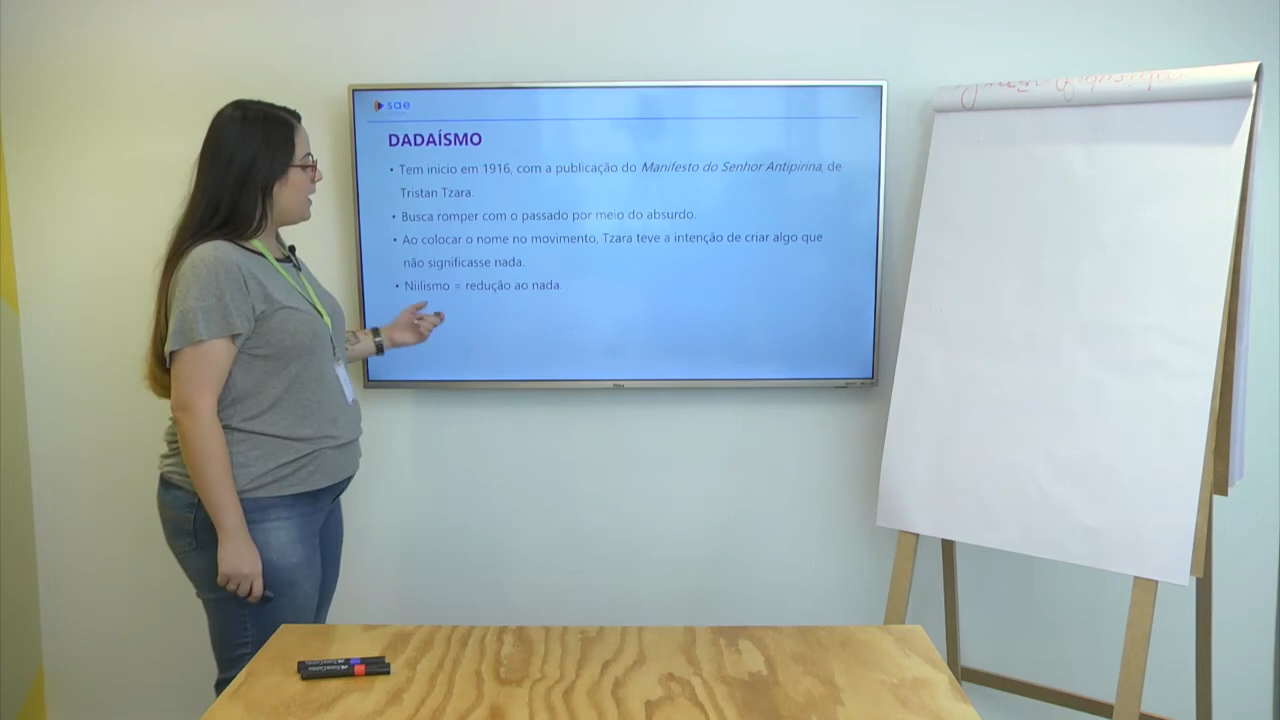 sae
DADAÍSMO
• Tem início em 1916, com a publicação do Manifesto do Senhor Antipirina, de
Tristan Tzara.
• Busca romper com o passado por meio do absurdo.
• Ao colocar o nome no movimento, Tzara teve a intenção de criar algo que
não significasse nada.
• Niilismo = redução ao nada.